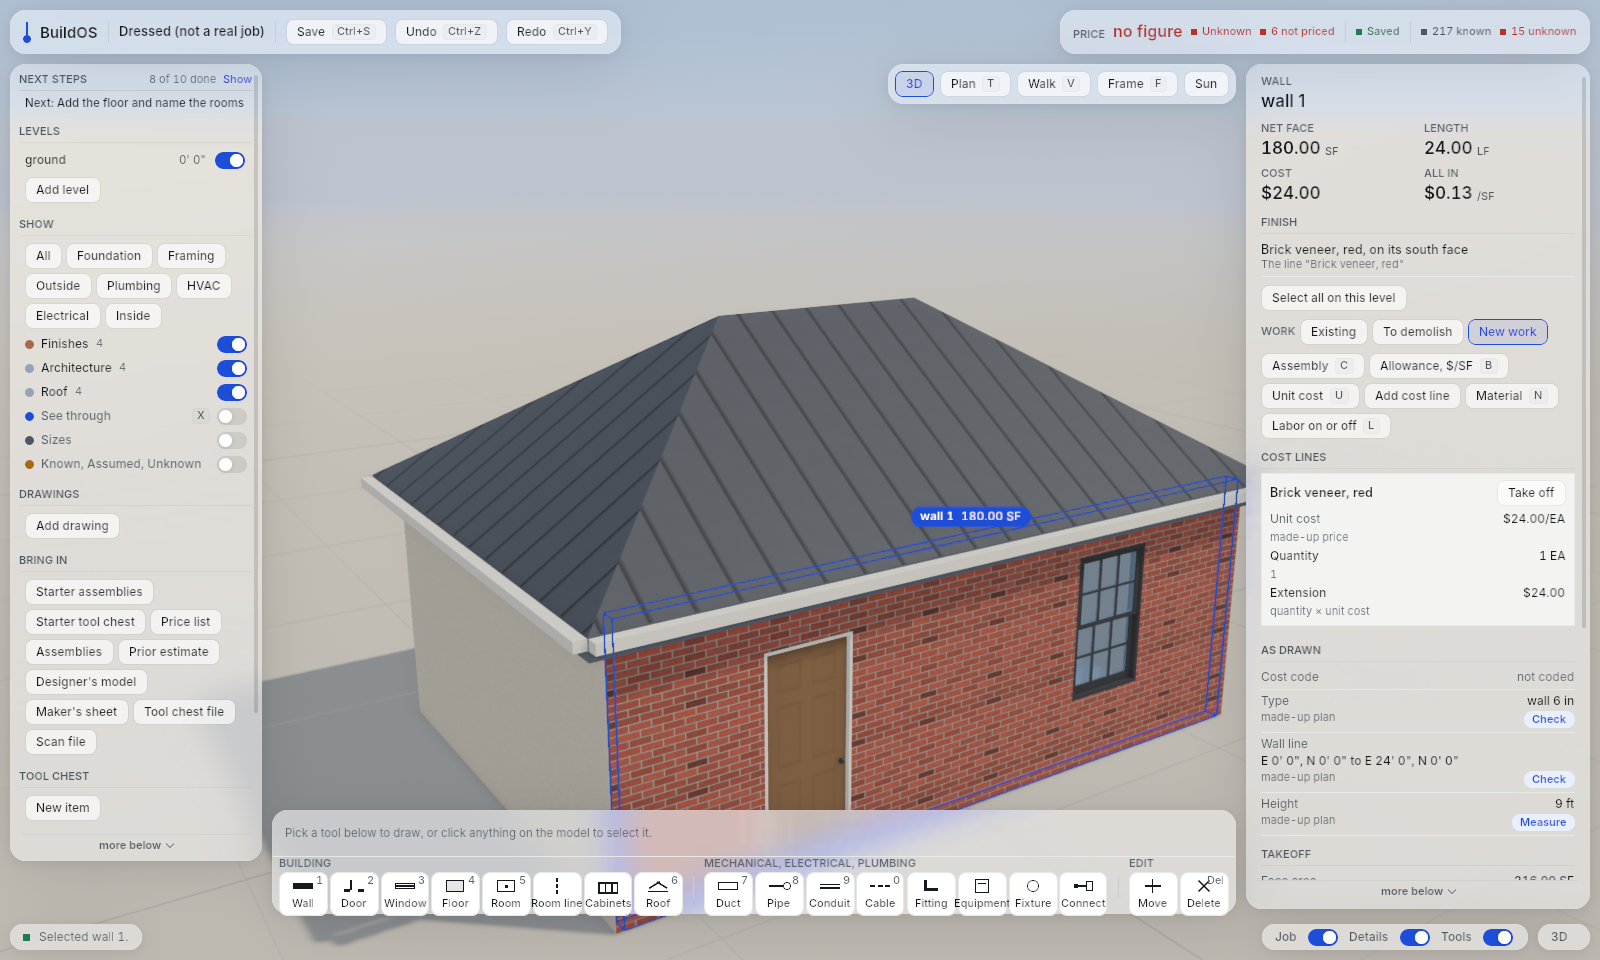 BuildOS
Dressed (not a real job)
Save Ctrl+S
Undo Ctrl+Z
Redo Ctrl+Y
PRICE no figure
Unknown
6 not priced
Saved
217 known
15 unknown
NEXT STEPS 8 of 10 done Show
Next: Add the floor and name the rooms
LEVELS
ground 0' 0"
Add level
SHOW
All Foundation Framing
Outside Plumbing HVAC
Electrical Inside
Finishes 4
Architecture 4
Roof 4
See through X
Sizes
Known, Assumed, Unknown
DRAWINGS
Add drawing
BRING IN
Starter assemblies
Starter tool chest Price list
Assemblies Prior estimate
Designer's model
Maker's sheet Tool chest file
Scan file
TOOL CHEST
New item
more below
3D Plan T Walk V Frame F Sun
wall 1 180.00 SF
Pick a tool below to draw, or click anything on the model to select it.
BUILDING
1 Wall
2 Door
3 Window
4 Floor
5 Room
Room line
Cabinets
6 Roof
MECHANICAL, ELECTRICAL, PLUMBING
7 Duct
8 Pipe
9 Conduit
0 Cable
Fitting
Equipment
Fixture
Connect
EDIT
Move
Del Delete
WALL
wall 1
NET FACE LENGTH
180.00 SF 24.00 LF
COST ALL IN
$24.00 $0.13 /SF
FINISH
Brick veneer, red, on its south face
The line "Brick veneer, red"
Select all on this level
WORK Existing To demolish New work
Assembly C Allowance, $/SF B
Unit cost U Add cost line Material N
Labor on or off L
COST LINES
Brick veneer, red Take off
Unit cost $24.00/EA
made-up price
Quantity 1 EA
1
Extension $24.00
quantity × unit cost
AS DRAWN
Cost code not coded
Type wall 6 in
made-up plan Check
Wall line
E 0' 0", N 0' 0" to E 24' 0", N 0' 0"
made-up plan Check
Height 9 ft
made-up plan Measure
TAKEOFF
Face area 216.00 SF
more below
Selected wall 1.
Job Details Tools 3D